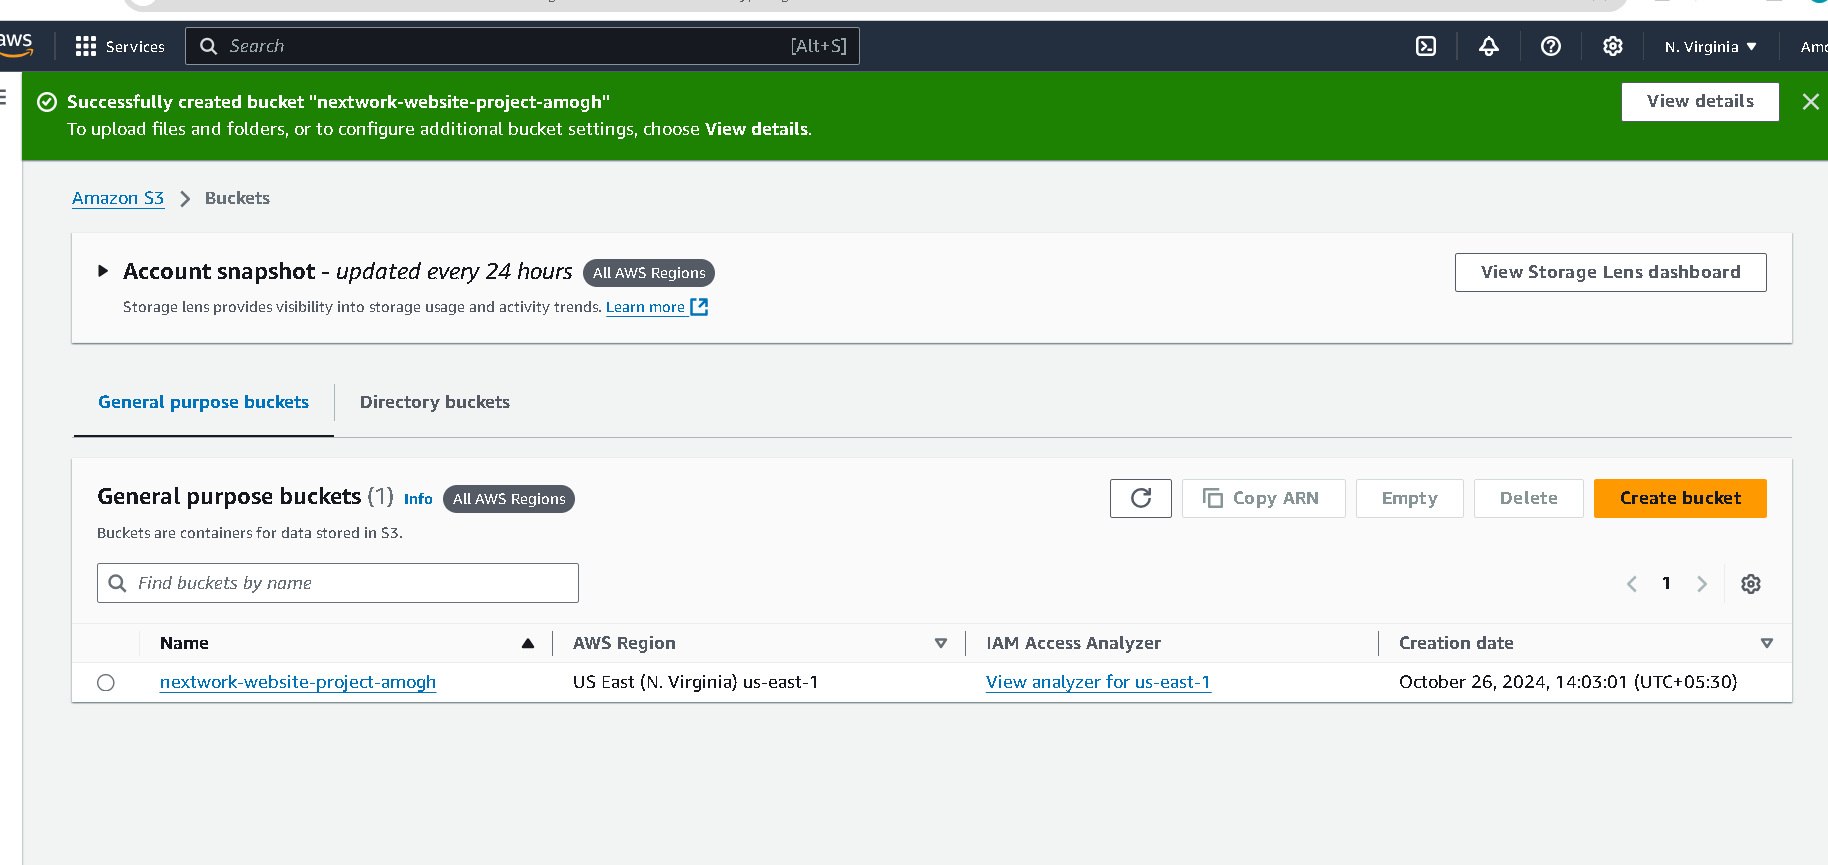 aws
Services
Search [Alt+S]
N. Virginia
Successfully created bucket "nextwork-website-project-amogh"
To upload files and folders, or to configure additional bucket settings, choose View details.
View details
Amazon S3 Buckets
Account snapshot - updated every 24 hours All AWS Regions
View Storage Lens dashboard
Storage lens provides visibility into storage usage and activity trends. Learn more
General purpose buckets Directory buckets
General purpose buckets (1) Info All AWS Regions
Copy ARN Empty Delete Create bucket
Buckets are containers for data stored in S3.
Find buckets by name
1
Name AWS Region IAM Access Analyzer Creation date
nextwork-website-project-amogh US East (N. Virginia) us-east-1 View analyzer for us-east-1 October 26, 2024, 14:03:01 (UTC+05:30)